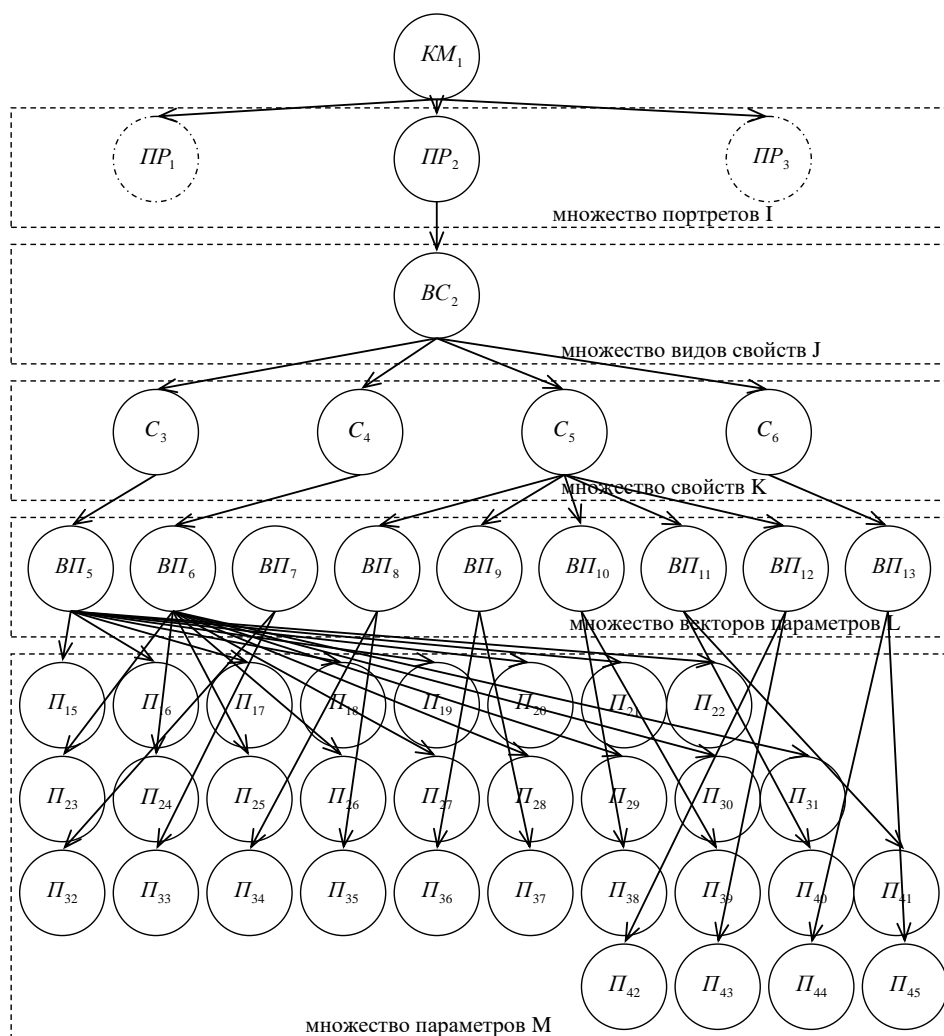 КМ₁
ПР₁ ПР₂ ПР₃
множество портретов I
ВС₂
множество видов свойств J
С₃ С₄ С₅ С₆
множество свойств K
ВП₅ ВП₆ ВП₇ ВП₈ ВП₉ ВП₁₀ ВП₁₁ ВП₁₂ ВП₁₃
множество векторов параметров L
П₁₅ П₁₆ П₁₇ П₁₈ П₁₉ П₂₀ П₂₁ П₂₂
П₂₃ П₂₄ П₂₅ П₂₆ П₂₇ П₂₈ П₂₉ П₃₀ П₃₁
П₃₂ П₃₃ П₃₄ П₃₅ П₃₆ П₃₇ П₃₈ П₃₉ П₄₀ П₄₁
П₄₂ П₄₃ П₄₄ П₄₅
множество параметров M